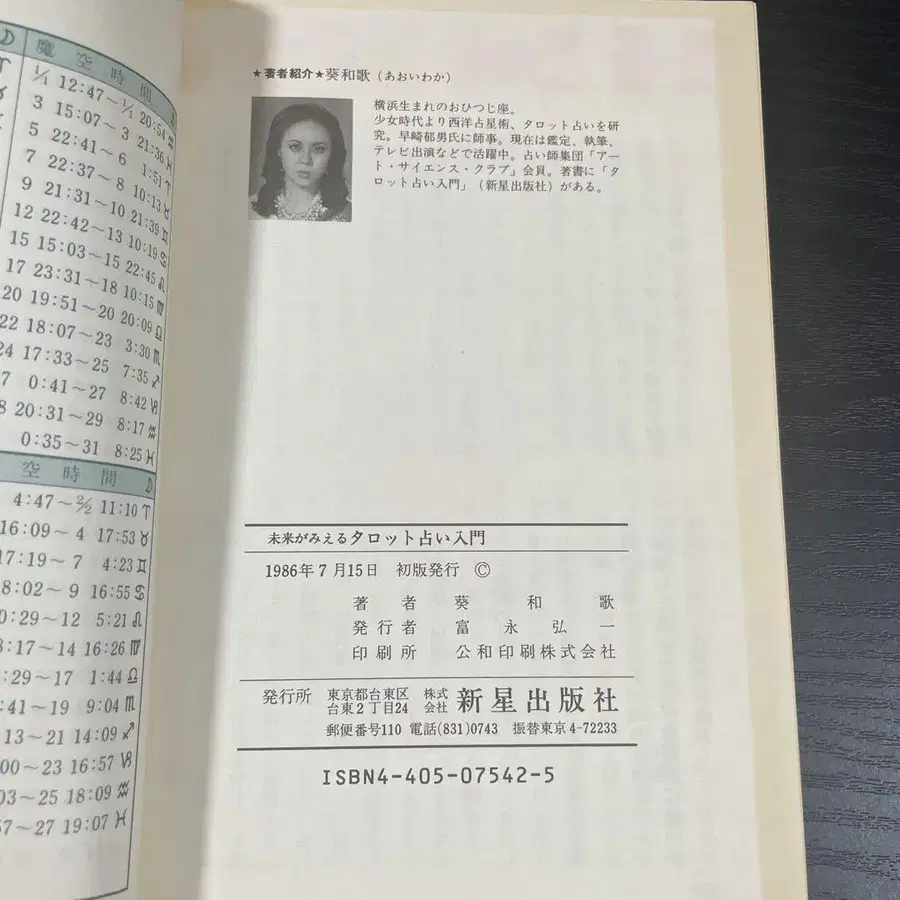 魔空時間 ☽
1/1 12:47～1/1 20:54 ♒
3 15:07～3 21:36 ♓
5 22:41～6 1:51 ♈
7 22:37～8 10:13 ♉
9 21:31～10 21:39 ♊
12 22:42～13 10:19 ♋
15 15:03～15 22:45 ♌
17 23:31～18 10:15 ♍
20 19:51～20 20:09 ♎
22 18:07～23 3:30 ♏
24 17:33～25 7:35 ♐
0:41～27 8:42 ♑
20:31～29 8:17 ♒
0:35～31 8:25 ♓
空時間 ☽
4:47～2/2 11:10 ♈
16:09～4 17:53 ♉
17:19～7 4:23 ♊
8:02～9 16:55 ♋
0:29～12 5:21 ♌
8:17～14 16:26 ♍
:29～17 1:44 ♎
:41～19 9:04 ♏
13～21 14:09 ♐
00～23 16:57 ♑
03～25 18:09 ♒
57～27 19:07 ♓
★著者紹介★葵和歌（あおいわか）
横浜生まれのおひつじ座。
少女時代より西洋占星術、タロット占いを研
究。早崎郁男氏に師事。現在は鑑定、執筆、
テレビ出演などで活躍中。占い師集団「アー
ト・サイエンス・クラブ」会員。著書に「タ
ロット占い入門」（新星出版社）がある。
未来がみえるタロット占い入門
1986年7月15日 初版発行 ©
著者 葵和歌
発行者 富永弘一
印刷所 公和印刷株式会社
発行所 東京都台東区台東2丁目24 株式会社 新星出版社
郵便番号110 電話(831)0743 振替東京4-72233
ISBN4-405-07542-5